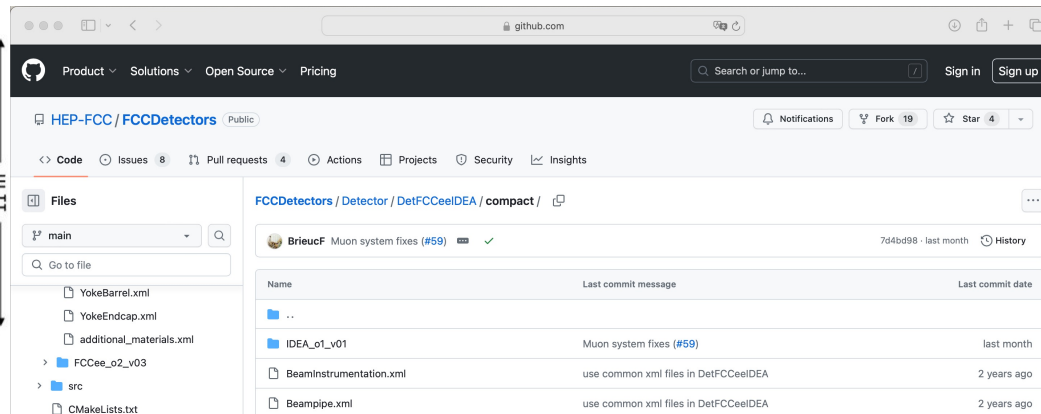 github.com
Product Solutions Open Source Pricing Search or jump to... / Sign in Sign up
HEP-FCC / FCCDetectors Public Notifications Fork 19 Star 4
<> Code Issues 8 Pull requests 4 Actions Projects Security Insights
Files FCCDetectors / Detector / DetFCCeeIDEA / compact / ...
main BrieucF Muon system fixes (#59) ... 7d4bd98 · last month History
Go to file
Name Last commit message Last commit date
YokeBarrel.xml
..
YokeEndcap.xml
additional_materials.xml IDEA_o1_v01 Muon system fixes (#59) last month
FCCee_o2_v03
BeamInstrumentation.xml use common xml files in DetFCCeeIDEA 2 years ago
src
CMakeLists.txt Beampipe.xml use common xml files in DetFCCeeIDEA 2 years ago